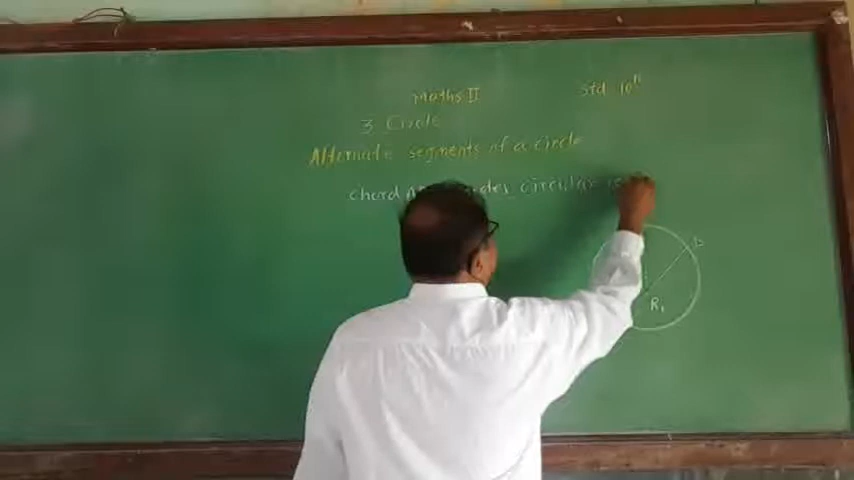 Maths II
Std 10th
3 Circle
Alternate segments of a circle
chord divides circular
B
R1